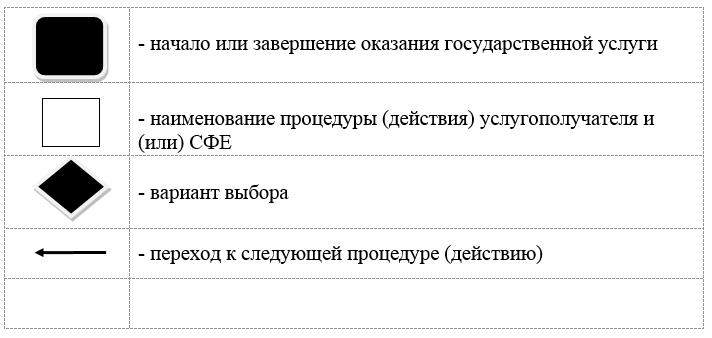 - начало или завершение оказания государственной услуги
- наименование процедуры (действия) услугополучателя и
(или) СФЕ
- вариант выбора
- переход к следующей процедуре (действию)